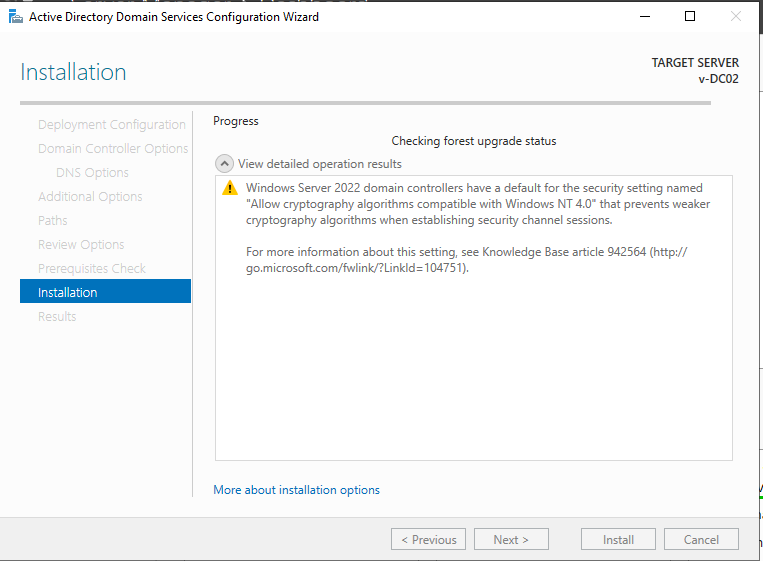 Active Directory Domain Services Configuration Wizard
Installation
TARGET SERVER
v-DC02
Deployment Configuration
Domain Controller Options
DNS Options
Additional Options
Paths
Review Options
Prerequisites Check
Installation
Results
Progress
Checking forest upgrade status
View detailed operation results
Windows Server 2022 domain controllers have a default for the security setting named
"Allow cryptography algorithms compatible with Windows NT 4.0" that prevents weaker
cryptography algorithms when establishing security channel sessions.
For more information about this setting, see Knowledge Base article 942564 (http://
go.microsoft.com/fwlink/?LinkId=104751).
More about installation options
< Previous
Next >
Install
Cancel